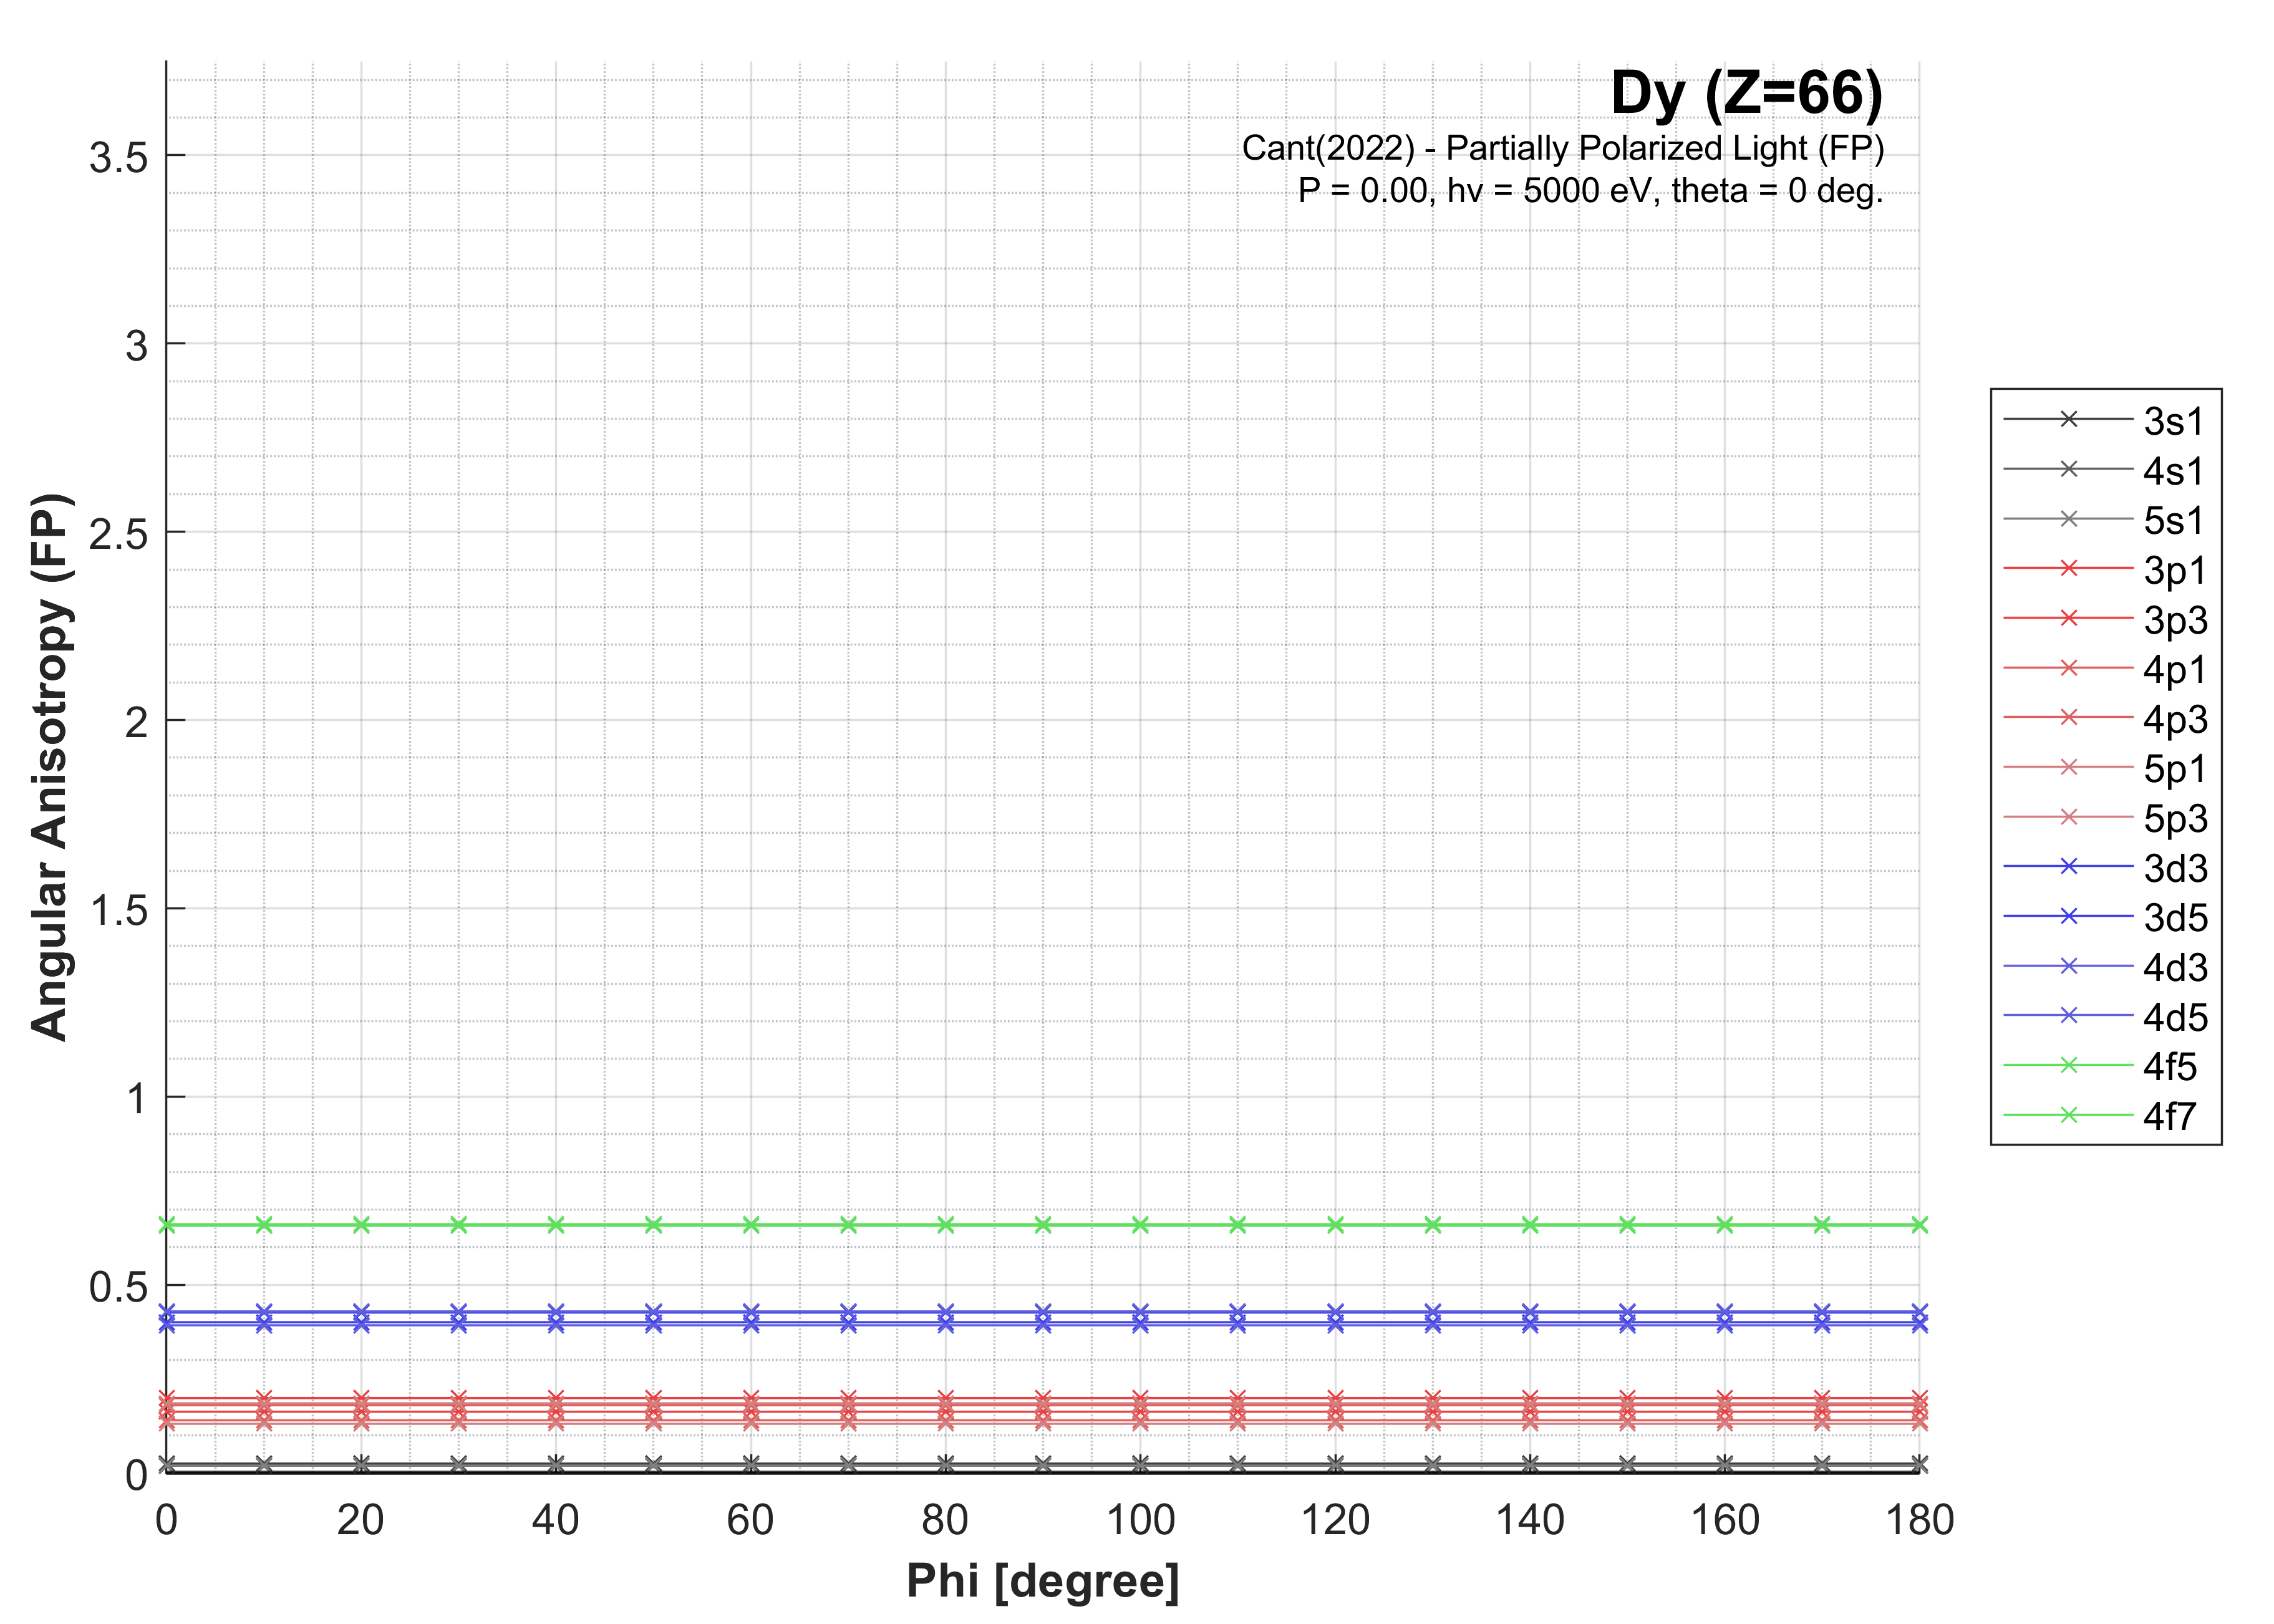 Dy (Z=66)
Cant(2022) - Partially Polarized Light (FP)
P = 0.00, hv = 5000 eV, theta = 0 deg.
Angular Anisotropy (FP)
3.5
3
2.5
2
1.5
1
0.5
0
0 20 40 60 80 100 120 140 160 180
Phi [degree]
3s1
4s1
5s1
3p1
3p3
4p1
4p3
5p1
5p3
3d3
3d5
4d3
4d5
4f5
4f7